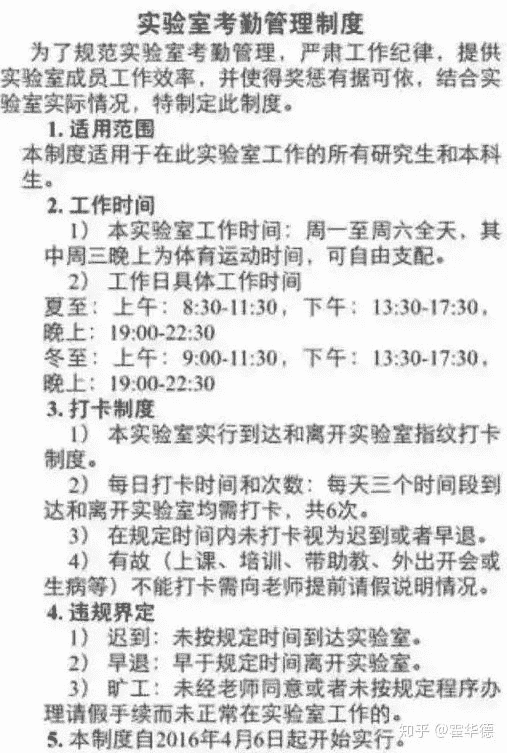 实验室考勤管理制度
为了规范实验室考勤管理，严肃工作纪律，提供
实验室成员工作效率，并使得奖惩有据可依，结合实
验室实际情况，特制定此制度。
1. 适用范围
本制度适用于在此实验室工作的所有研究生和本科
生。
2. 工作时间
1） 本实验室工作时间：周一至周六全天，其
中周三晚上为体育运动时间，可自由支配。
2） 工作日具体工作时间
夏至：上午：8:30-11:30，下午：13:30-17:30，
晚上：19:00-22:30
冬至：上午：9:00-11:30，下午：13:30-17:30，
晚上：19:00-22:30
3. 打卡制度
1） 本实验室实行到达和离开实验室指纹打卡
制度。
2） 每日打卡时间和次数：每天三个时间段到
达和离开实验室均需打卡，共6次。
3） 在规定时间内未打卡视为迟到或者早退。
4） 有故（上课、培训、带助教、外出开会或
生病等）不能打卡需向老师提前请假说明情况。
4. 违规界定
1） 迟到：未按规定时间到达实验室。
2） 早退：早于规定时间离开实验室。
3） 旷工：未经老师同意或者未按规定程序办
理请假手续而未正常在实验室工作的。
5. 本制度自2016年4月6日起开始实行。
知乎 @霍华德